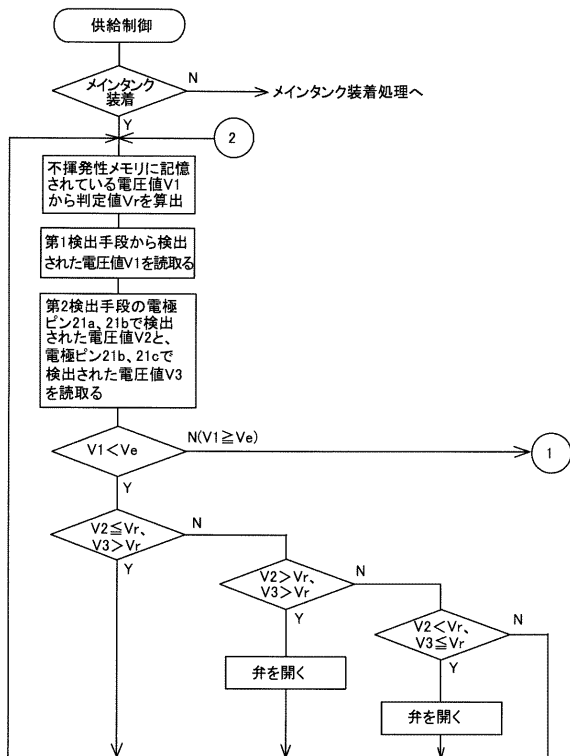 供給制御
メインタンク
装着
N
メインタンク装着処理へ
Y
2
不揮発性メモリに記憶
されている電圧値V1
から判定値Vrを算出
第1検出手段から検出
された電圧値V1を読取る
第2検出手段の電極
ピン21a、21bで検出
された電圧値V2と、
電極ピン21b、21cで
検出された電圧値V3
を読取る
V1＜Ve
N(V1≧Ve)
1
Y
V2≦Vr、
V3＞Vr
N
Y
V2＞Vr、
V3＞Vr
N
Y
V2＜Vr、
V3≦Vr
N
Y
弁を開く
弁を開く